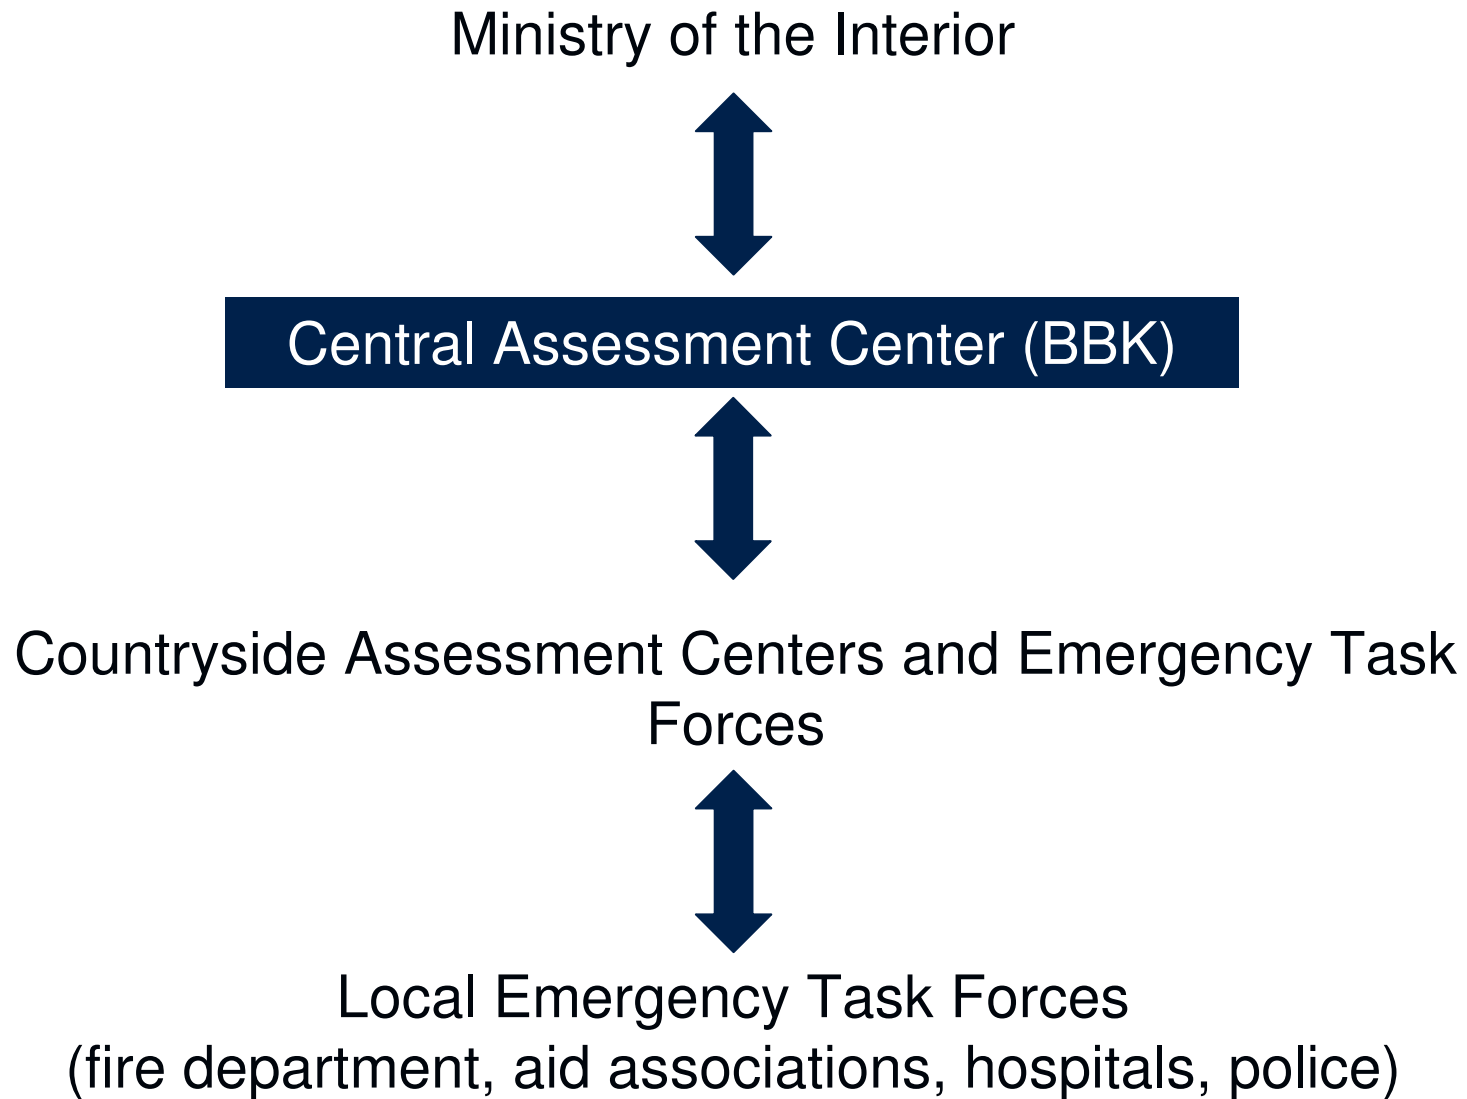 Ministry of the Interior
Central Assessment Center (BBK)
Countryside Assessment Centers and Emergency Task
Forces
Local Emergency Task Forces
(fire department, aid associations, hospitals, police)